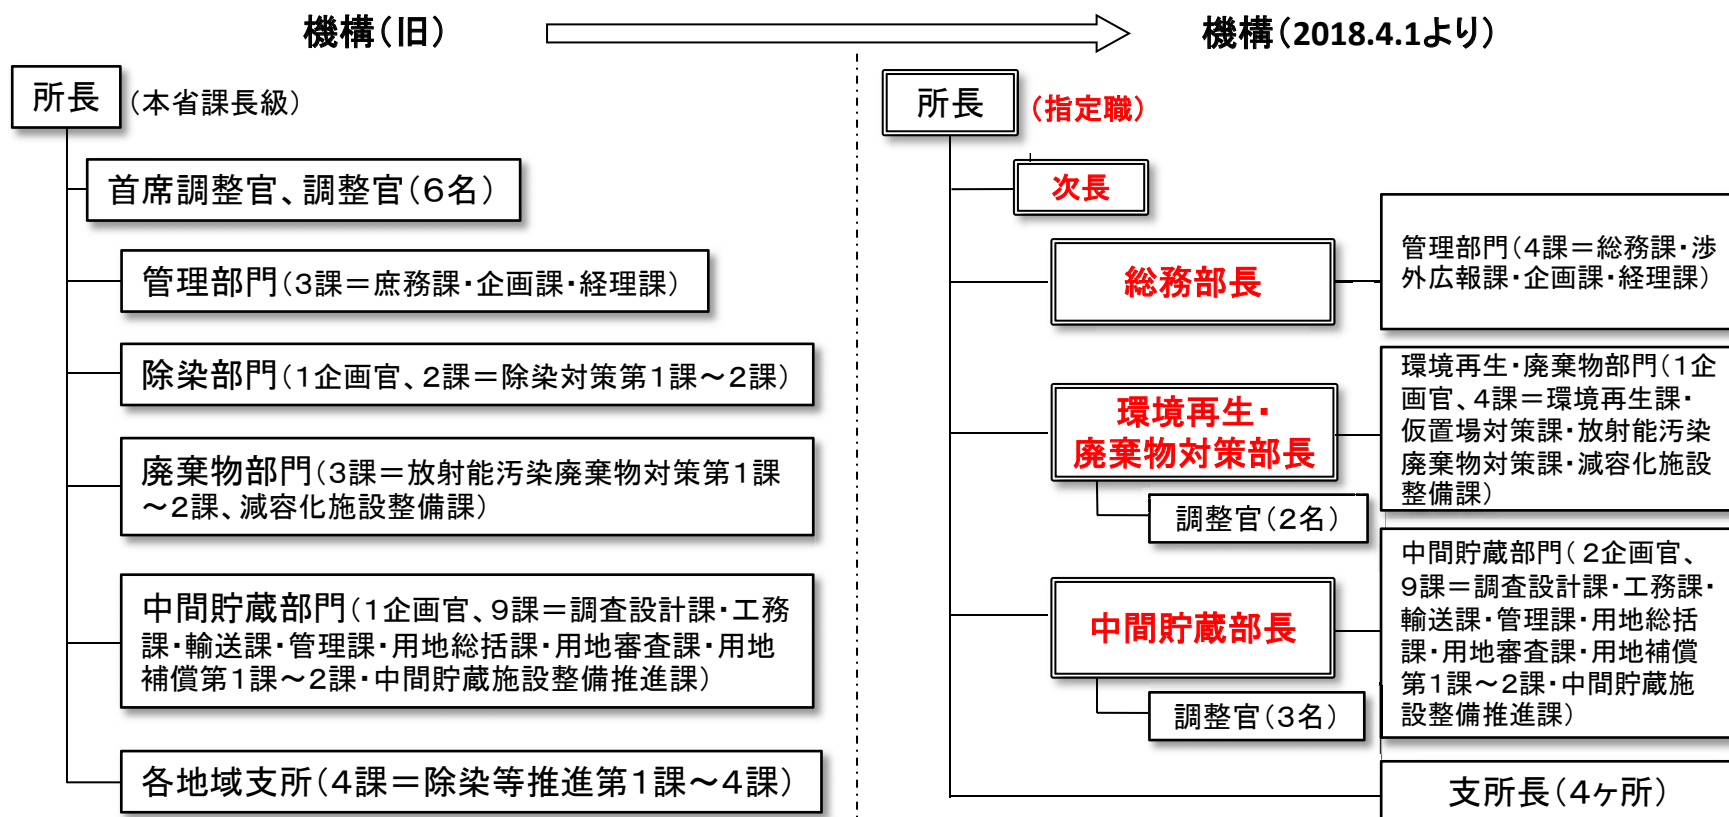 機構（旧）
機構（2018.4.1より）
所長
（本省課長級）
首席調整官、調整官（６名）
管理部門（3課＝庶務課・企画課・経理課）
除染部門（1企画官、2課＝除染対策第1課～2課）
廃棄物部門（3課＝放射能汚染廃棄物対策第1課
～2課、減容化施設整備課）
中間貯蔵部門（1企画官、9課＝調査設計課・工務
課・輸送課・管理課・用地総括課・用地審査課・用地
補償第1課～2課・中間貯蔵施設整備推進課）
各地域支所（4課＝除染等推進第1課～4課）
所長
（指定職）
次長
総務部長
管理部門（4課＝総務課・渉
外広報課・企画課・経理課）
環境再生・
廃棄物対策部長
調整官（2名）
環境再生・廃棄物部門（1企
画官、4課＝環境再生課・
仮置場対策課・放射能汚染
廃棄物対策課・減容化施設
整備課）
中間貯蔵部長
調整官（3名）
中間貯蔵部門（ 2企画官、
9課＝調査設計課・工務課・
輸送課・管理課・用地総括
課・用地審査課・用地補償
第1課～2課・中間貯蔵施
設整備推進課）
支所長（4ヶ所）